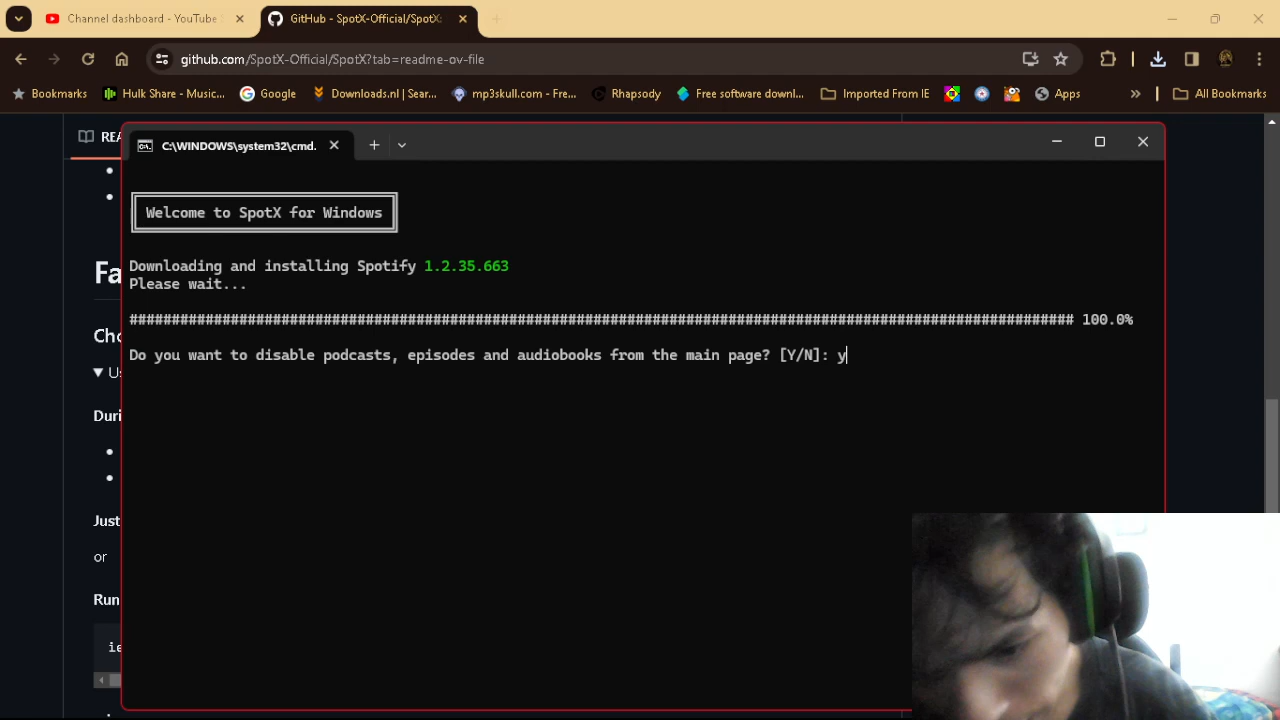 Channel dashboard - YouTube
GitHub - SpotX-Official/SpotX:
github.com/SpotX-Official/SpotX?tab=readme-ov-file
Bookmarks
Hulk Share - Music...
Google
Downloads.nl | Sear...
mp3skull.com - Fre...
Rhapsody
Free software downl...
Imported From IE
Apps
»
All Bookmarks
REA
C:\WINDOWS\system32\cmd.
Welcome to SpotX for Windows
Downloading and installing Spotify 1.2.35.663
Please wait...
################################################################################################################ 100.0%
Do you want to disable podcasts, episodes and audiobooks from the main page? [Y/N]: y
Fa
Cho
Us
Duri
Just
or
Run
ie